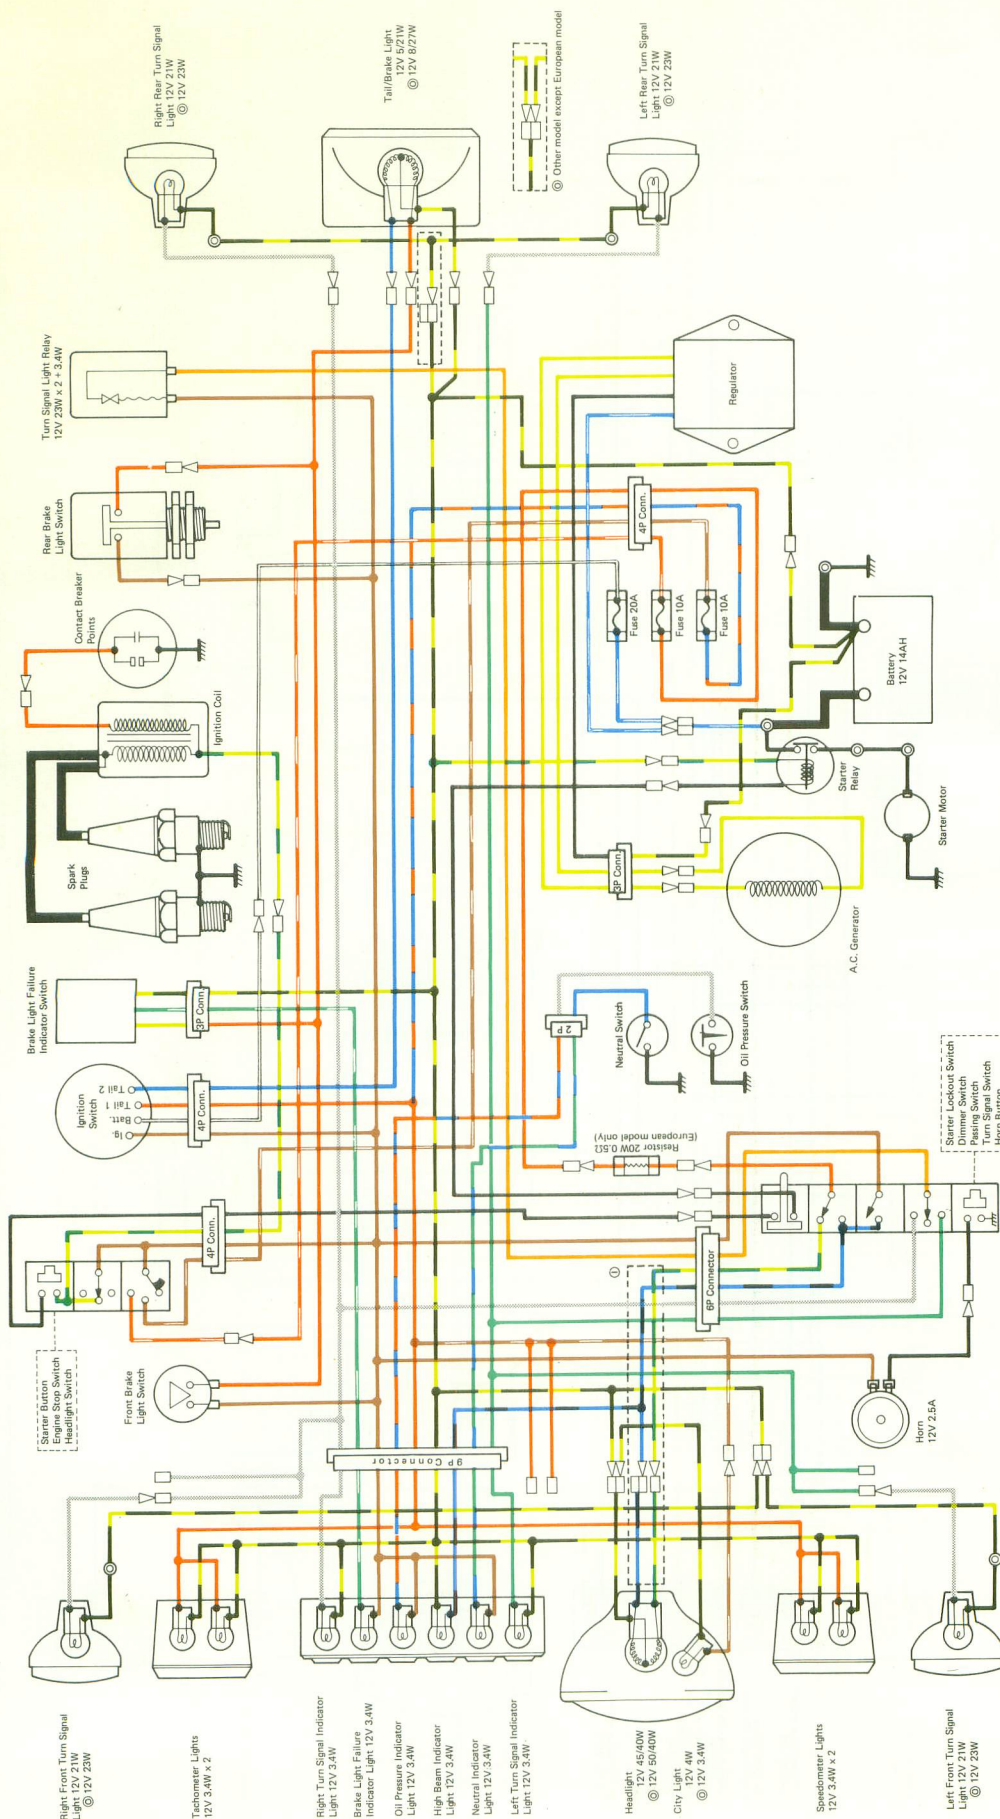 Right Rear Turn Signal
Light 12V 21W
◎ 12V 23W
Tail/Brake Light
12V 5/21W
◎ 12V 8/27W
◎ Other model except European model
Left Rear Turn Signal
Light 12V 21W
◎ 12V 23W
Turn Signal Light Relay
12V 23W x 2 + 3.4W
Rear Brake
Light Switch
Contact Breaker
Points
Ignition Coil
Spark
Plugs
Brake Light Failure
Indicator Switch
3P Conn.
Ignition
Switch
Ig.
Batt.
Tail 1
Tail 2
4P Conn.
4P Conn.
Starter Button
Engine Stop Switch
Headlight Switch
Front Brake
Light Switch
9P Connector
Regulator
4P Conn.
Fuse 20A
Fuse 10A
Fuse 10A
Battery
12V 14AH
Starter
Relay
Starter Motor
3P Conn.
A.C. Generator
2P
Neutral Switch
Oil Pressure Switch
Resistor 20W 0.5Ω
(European model only)
Starter Lockout Switch
Dimmer Switch
Passing Switch
Turn Signal Switch
Horn Button
①
6P Connector
Horn
12V 2.5A
Right Front Turn Signal
Light 12V 21W
◎ 12V 23W
Tachometer Lights
12V 3.4W x 2
Right Turn Signal Indicator
Light 12V 3.4W
Brake Light Failure
Indicator Light 12V 3.4W
Oil Pressure Indicator
Light 12V 3.4W
High Beam Indicator
Light 12V 3.4W
Neutral Indicator
Light 12V 3.4W
Left Turn Signal Indicator
Light 12V 3.4W
Headlight
12V 45/40W
◎ 12V 50/40W
City Light
12V 4W
◎ 12V 3.4W
Speedometer Lights
12V 3.4W x 2
Left Front Turn Signal
Light 12V 21W
◎ 12V 23W